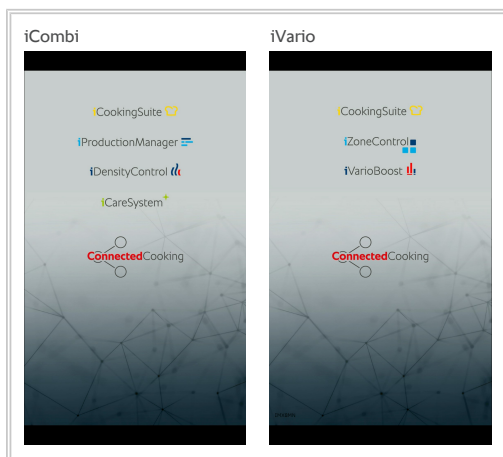 iCombi
iCookingSuite
iProductionManager
iDensityControl
iCareSystem
ConnectedCooking
iVario
iCookingSuite
iZoneControl
iVarioBoost
ConnectedCooking